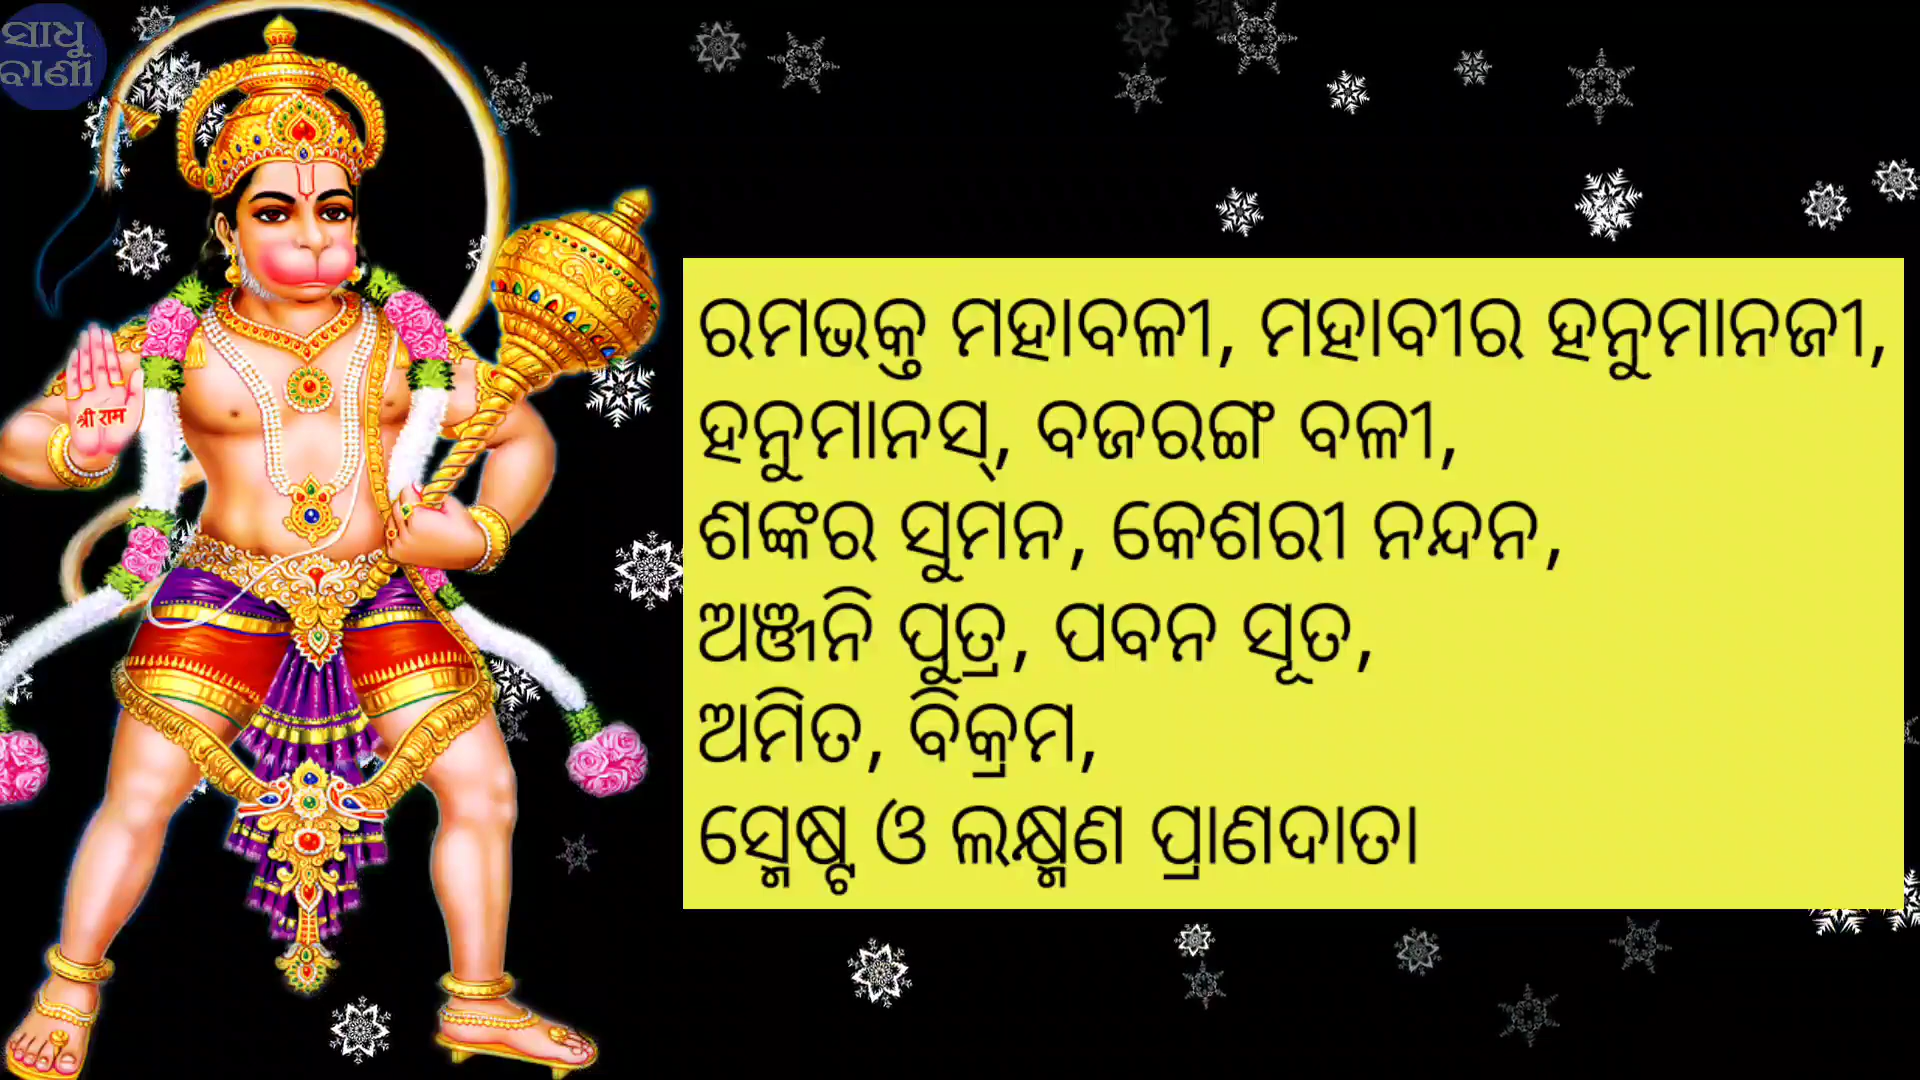 ସାଧୁ
ବାଣୀ
श्री राम
ରମଭକ୍ତ ମହାବଳୀ, ମହାବୀର ହନୁମାନଜୀ,
ହନୁମାନସ୍, ବଜରଙ୍ଗ ବଳୀ,
ଶଙ୍କର ସୁମନ, କେଶରୀ ନନ୍ଦନ,
ଅଞ୍ଜନି ପୁତ୍ର, ପବନ ସୂତ,
ଅମିତ, ବିକ୍ରମ,
ସ୍ମେଷ୍ଟ ଓ ଲକ୍ଷ୍ମଣ ପ୍ରାଣଦାତା